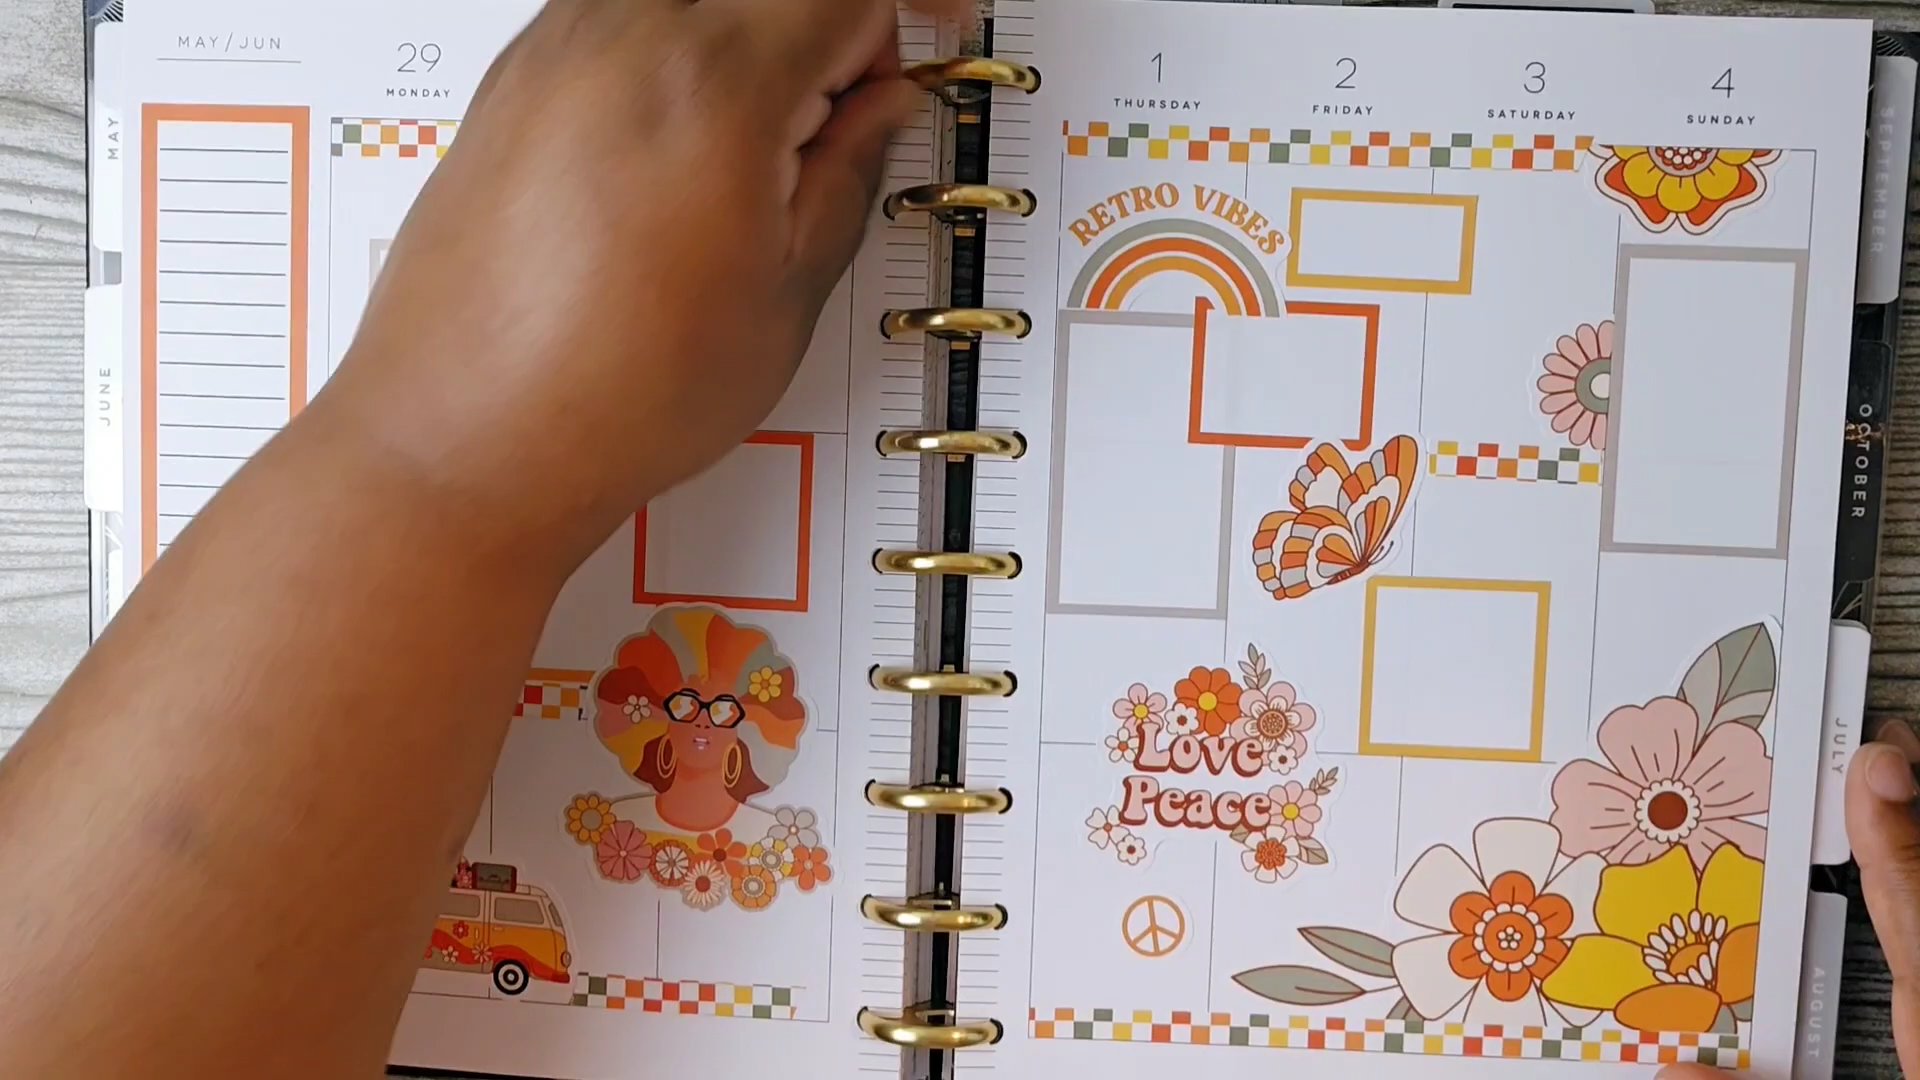 MAY/JUN
29
MONDAY
1
THURSDAY
2
FRIDAY
3
SATURDAY
4
SUNDAY
MAY
JUNE
RETRO VIBES
Love
Peace
SEPTEMBER
OCTOBER
JULY
AUGUST